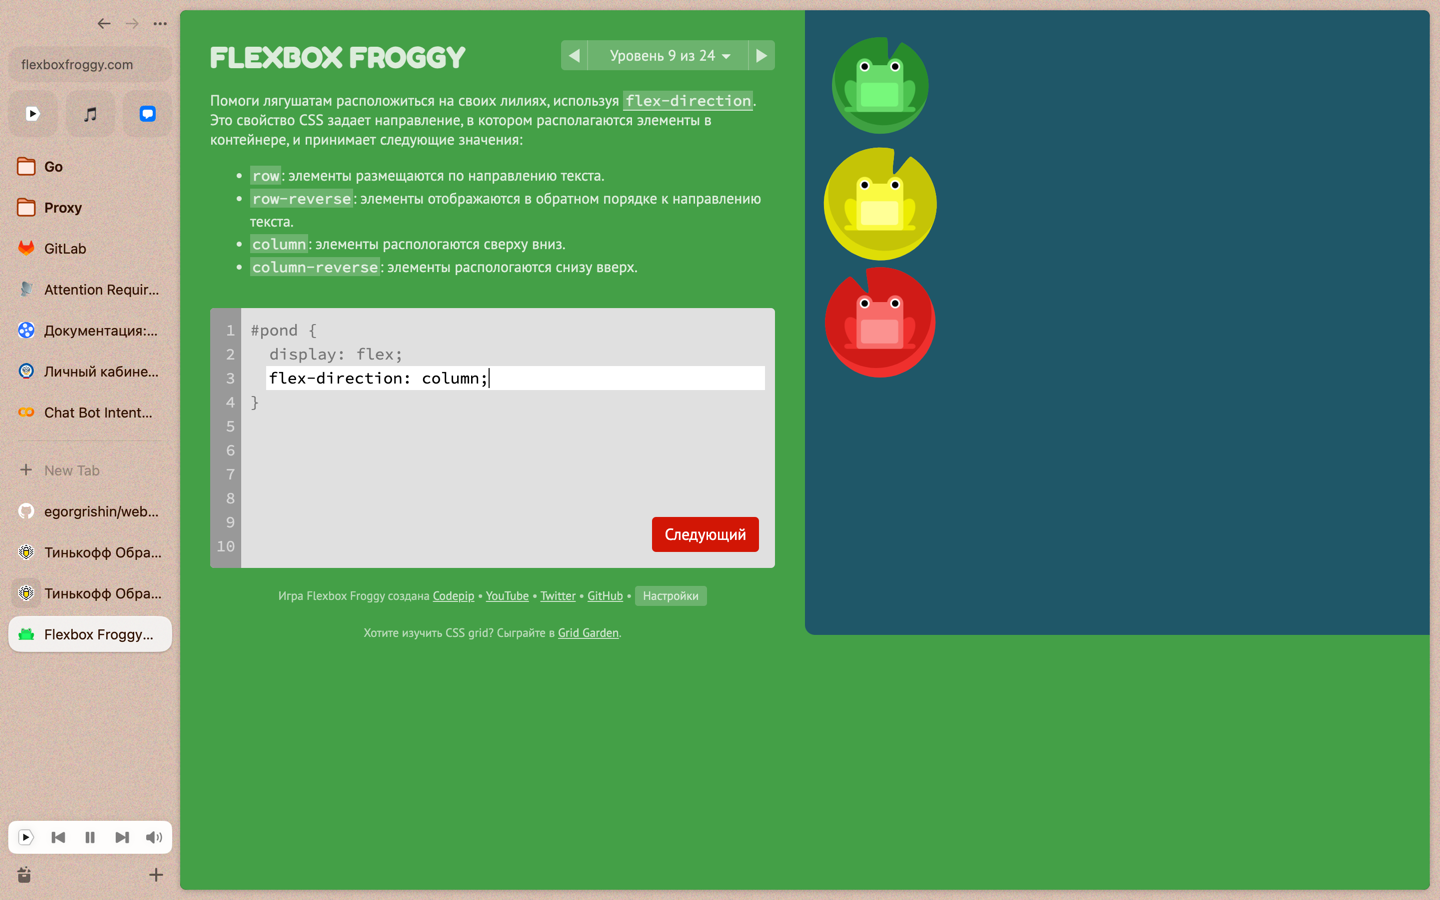 flexboxfroggy.com
Go
Proxy
GitLab
Attention Requir...
Документация:...
Личный кабине...
Chat Bot Intent...
New Tab
egorgrishin/web...
Тинькофф Обра...
Тинькофф Обра...
Flexbox Froggy...
FLEXBOX FROGGY
Уровень 9 из 24
Помоги лягушатам расположиться на своих лилиях, используя flex-direction.
Это свойство CSS задает направление, в котором располагаются элементы в
контейнере, и принимает следующие значения:
• row: элементы размещаются по направлению текста.
• row-reverse: элементы отображаются в обратном порядке к направлению
текста.
• column: элементы распологаются сверху вниз.
• column-reverse: элементы распологаются снизу вверх.
1 #pond {
2 display: flex;
3 flex-direction: column;
4 }
5
6
7
8
9
10
Следующий
Игра Flexbox Froggy создана Codepip • YouTube • Twitter • GitHub • Настройки
Хотите изучить CSS grid? Сыграйте в Grid Garden.